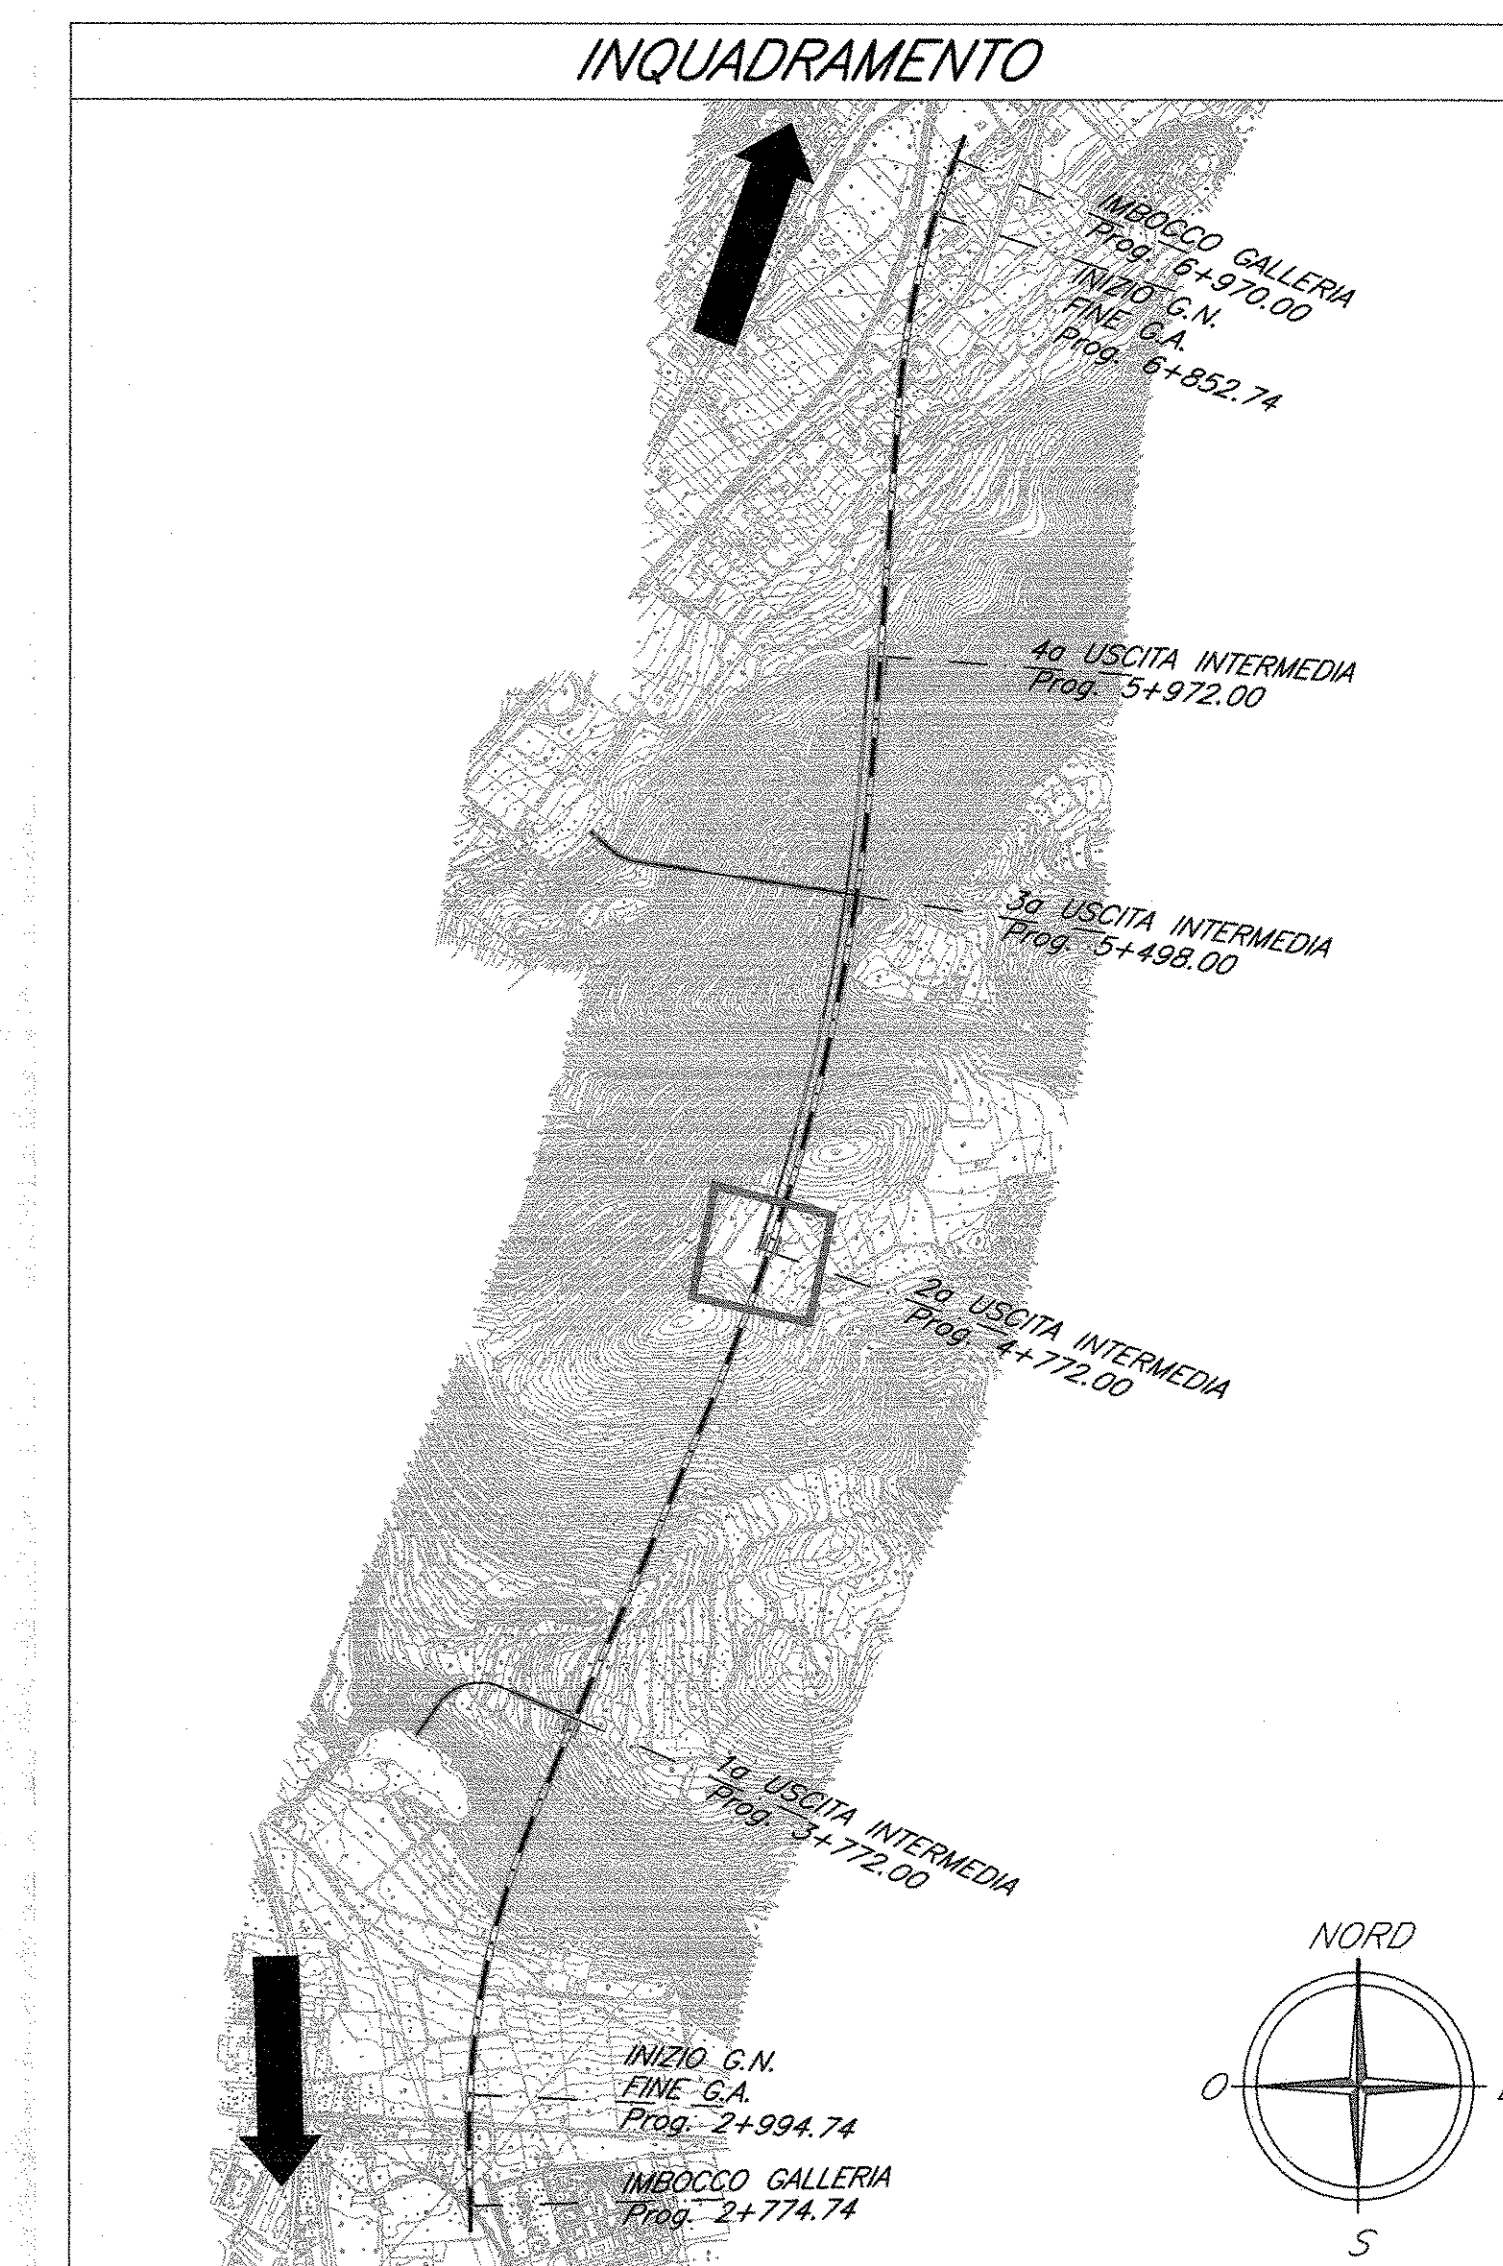 INQUADRAMENTO
IMBOCCO GALLERIA
Prog. 6+970.00
INIZIO G.N.
FINE G.A.
Prog. 6+852.74
4a USCITA INTERMEDIA
Prog. 5+972.00
3a USCITA INTERMEDIA
Prog. 5+498.00
2a USCITA INTERMEDIA
Prog. 4+772.00
1a USCITA INTERMEDIA
Prog. 3+772.00
INIZIO G.N.
FINE G.A.
Prog. 2+994.74
IMBOCCO GALLERIA
Prog. 2+774.74
NORD
O
S